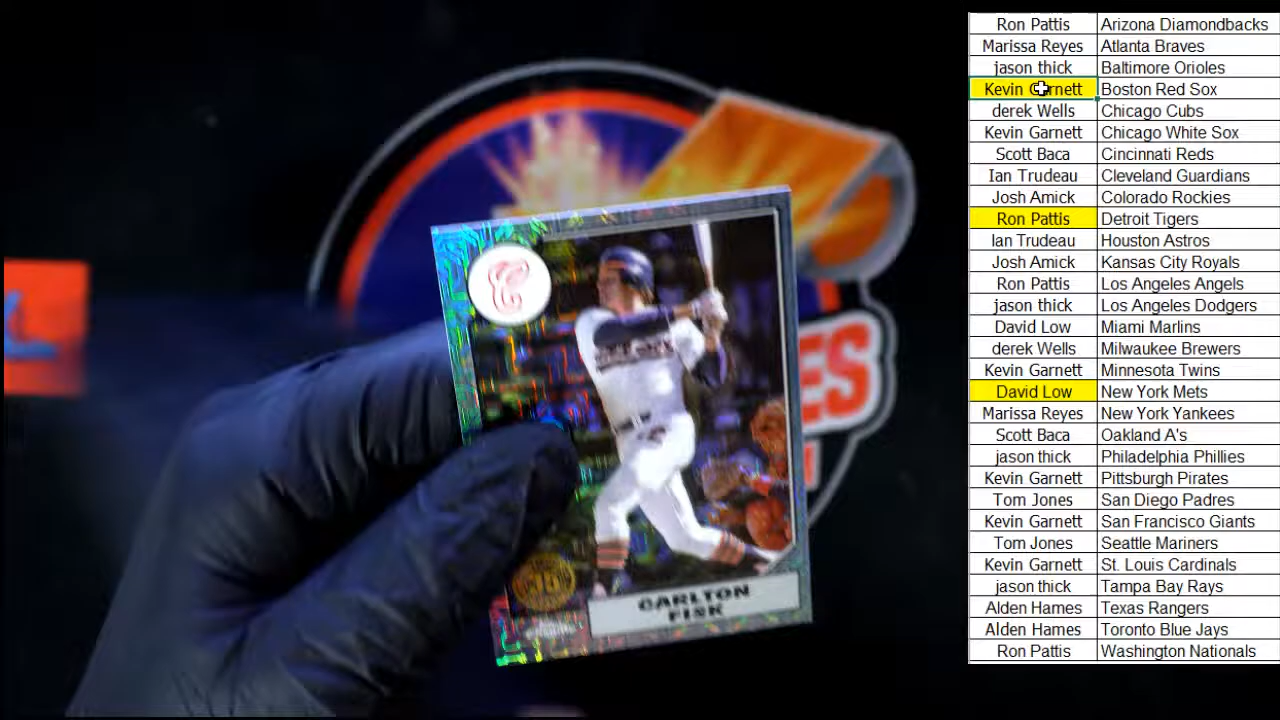 Ron Pattis Arizona Diamondbacks
Marissa Reyes Atlanta Braves
jason thick Baltimore Orioles
Kevin Garnett Boston Red Sox
derek Wells Chicago Cubs
Kevin Garnett Chicago White Sox
Scott Baca Cincinnati Reds
Ian Trudeau Cleveland Guardians
Josh Amick Colorado Rockies
Ron Pattis Detroit Tigers
Ian Trudeau Houston Astros
Josh Amick Kansas City Royals
Ron Pattis Los Angeles Angels
jason thick Los Angeles Dodgers
David Low Miami Marlins
derek Wells Milwaukee Brewers
Kevin Garnett Minnesota Twins
David Low New York Mets
Marissa Reyes New York Yankees
Scott Baca Oakland A's
jason thick Philadelphia Phillies
Kevin Garnett Pittsburgh Pirates
Tom Jones San Diego Padres
Kevin Garnett San Francisco Giants
Tom Jones Seattle Mariners
Kevin Garnett St. Louis Cardinals
jason thick Tampa Bay Rays
Alden Hames Texas Rangers
Alden Hames Toronto Blue Jays
Ron Pattis Washington Nationals
CARLTON
FISK
35